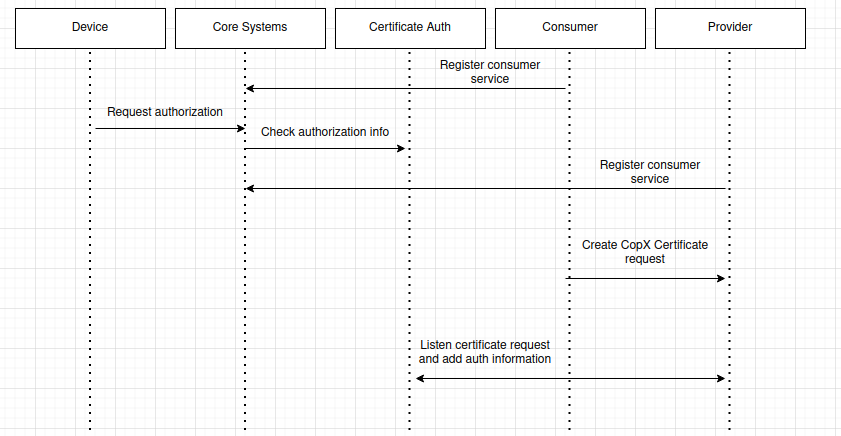 Device
Core Systems
Certificate Auth
Consumer
Provider
Register consumer
service
Request authorization
Check authorization info
Register consumer
service
Create CopX Certificate
request
Listen certificate request
and add auth information